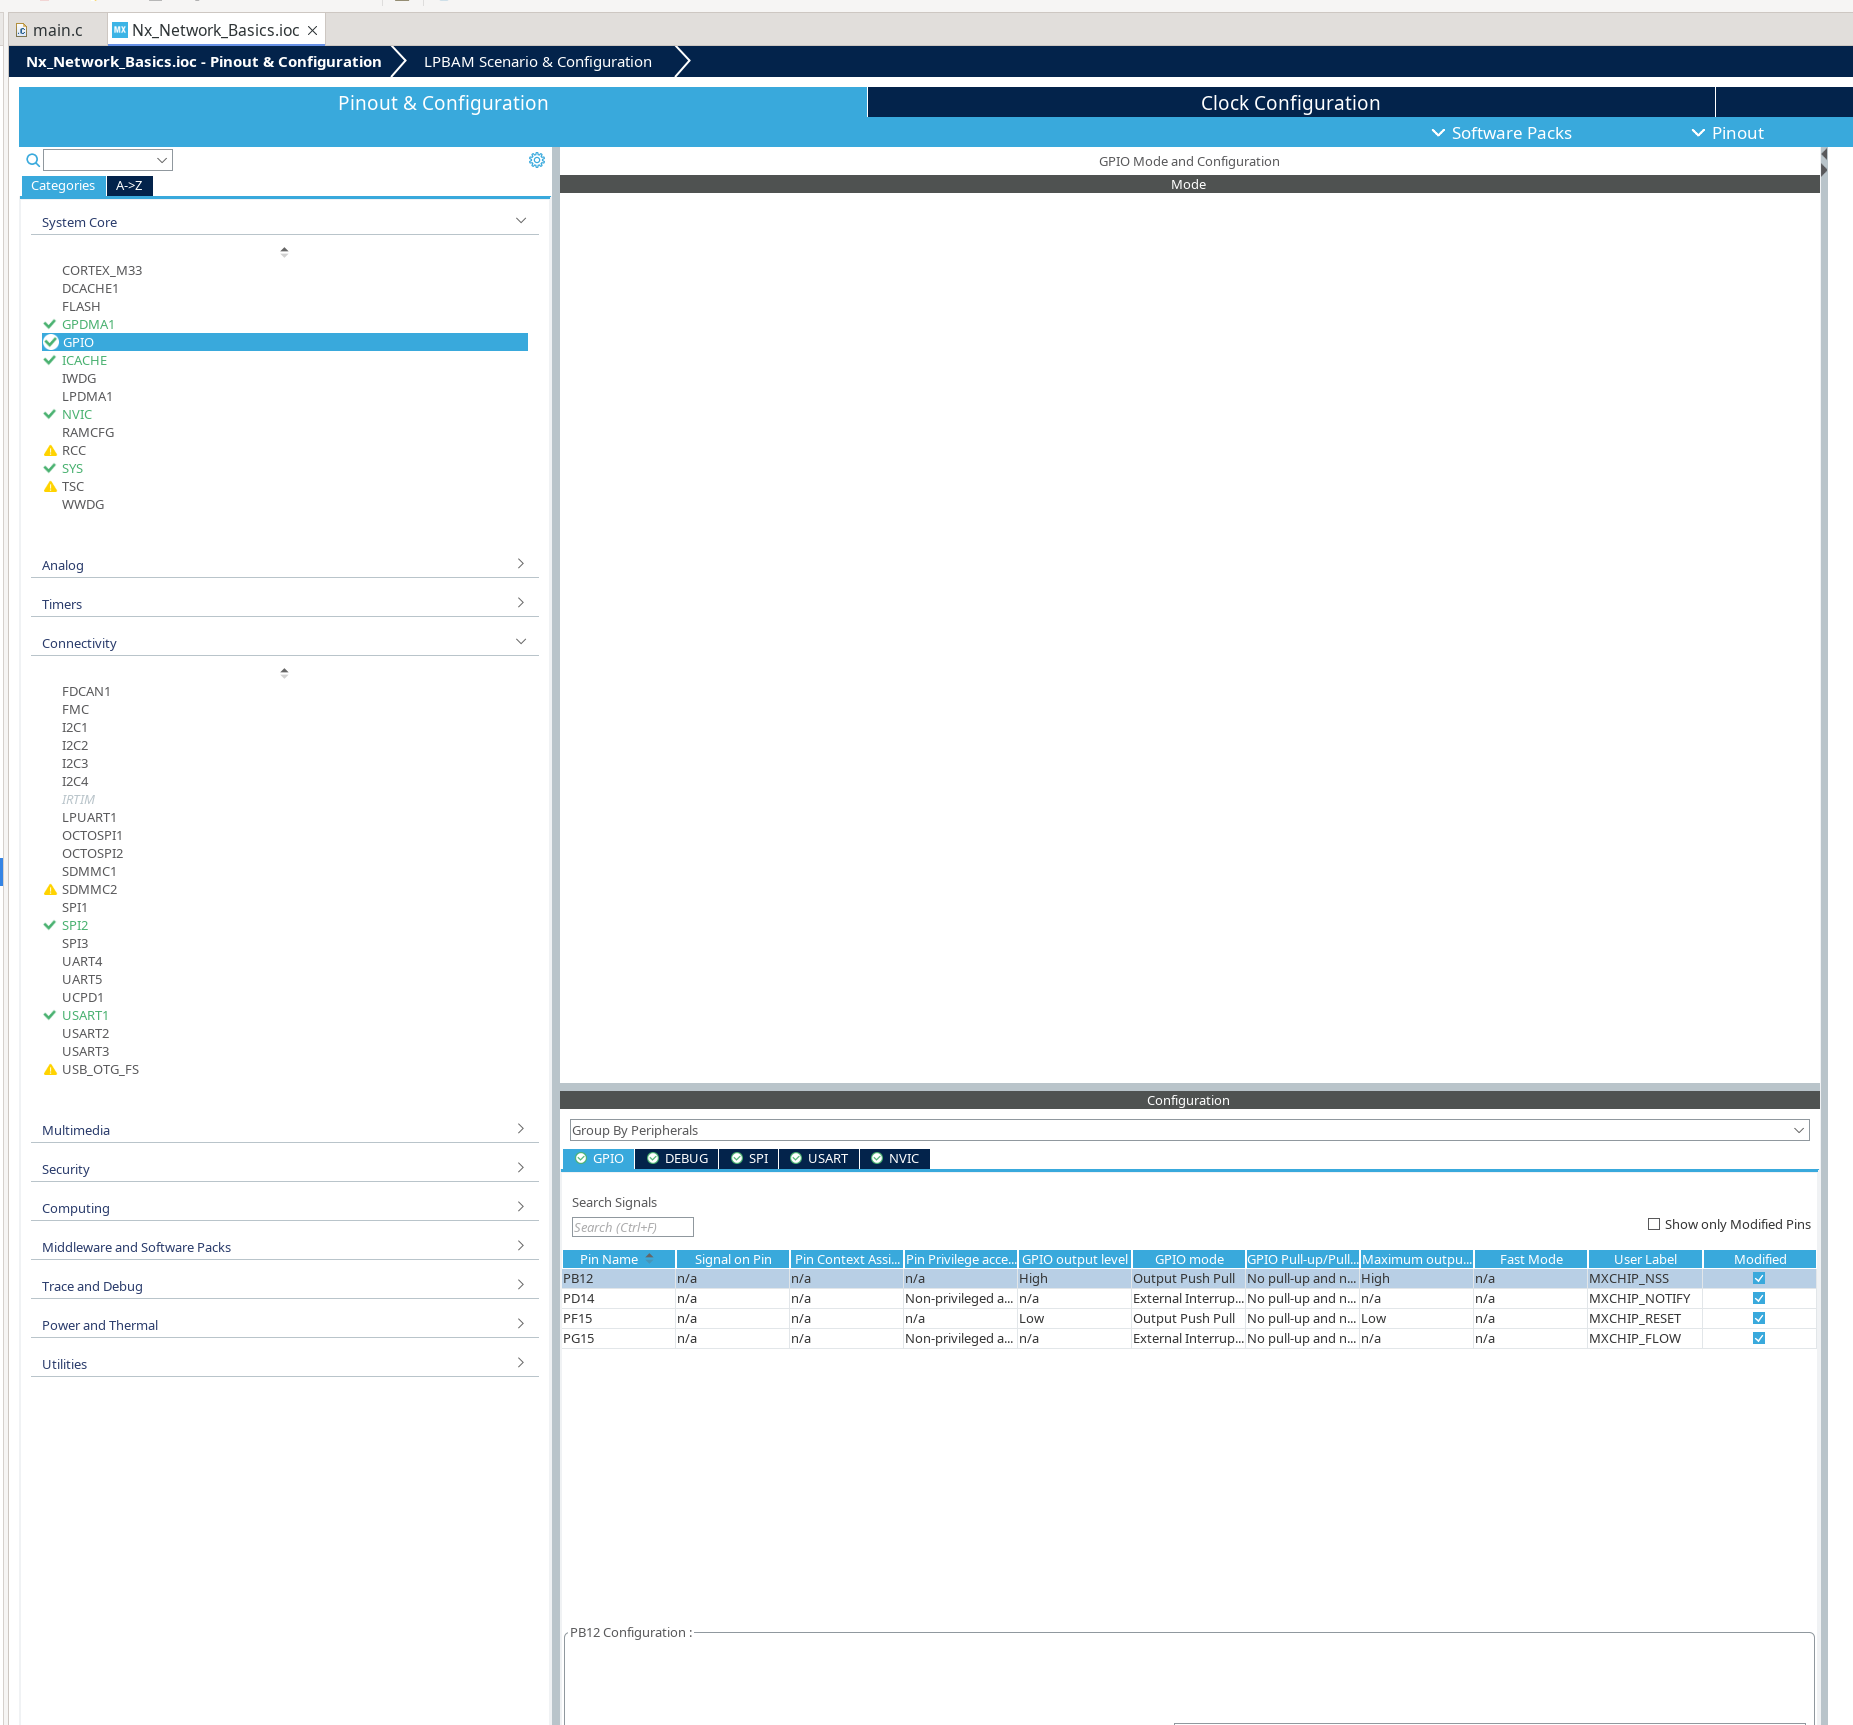 main.c
Nx_Network_Basics.ioc
Nx_Network_Basics.ioc - Pinout & Configuration
LPBAM Scenario & Configuration
Pinout & Configuration
Clock Configuration
Software Packs
Pinout
Categories
A->Z
System Core
CORTEX_M33
DCACHE1
FLASH
GPDMA1
GPIO
ICACHE
IWDG
LPDMA1
NVIC
RAMCFG
RCC
SYS
TSC
WWDG
Analog
Timers
Connectivity
FDCAN1
FMC
I2C1
I2C2
I2C3
I2C4
IRTIM
LPUART1
OCTOSPI1
OCTOSPI2
SDMMC1
SDMMC2
SPI1
SPI2
SPI3
UART4
UART5
UCPD1
USART1
USART2
USART3
USB_OTG_FS
Multimedia
Security
Computing
Middleware and Software Packs
Trace and Debug
Power and Thermal
Utilities
GPIO Mode and Configuration
Mode
Configuration
Group By Peripherals
GPIO DEBUG SPI USART NVIC
Search Signals
Search (Ctrl+F)
Show only Modified Pins
Pin Name Signal on Pin Pin Context Assi... Pin Privilege acce... GPIO output level GPIO mode GPIO Pull-up/Pull... Maximum outpu... Fast Mode User Label Modified
PB12 n/a n/a n/a High Output Push Pull No pull-up and n... High n/a MXCHIP_NSS
PD14 n/a n/a Non-privileged a... n/a External Interrup... No pull-up and n... n/a n/a MXCHIP_NOTIFY
PF15 n/a n/a n/a Low Output Push Pull No pull-up and n... Low n/a MXCHIP_RESET
PG15 n/a n/a Non-privileged a... n/a External Interrup... No pull-up and n... n/a n/a MXCHIP_FLOW
PB12 Configuration :